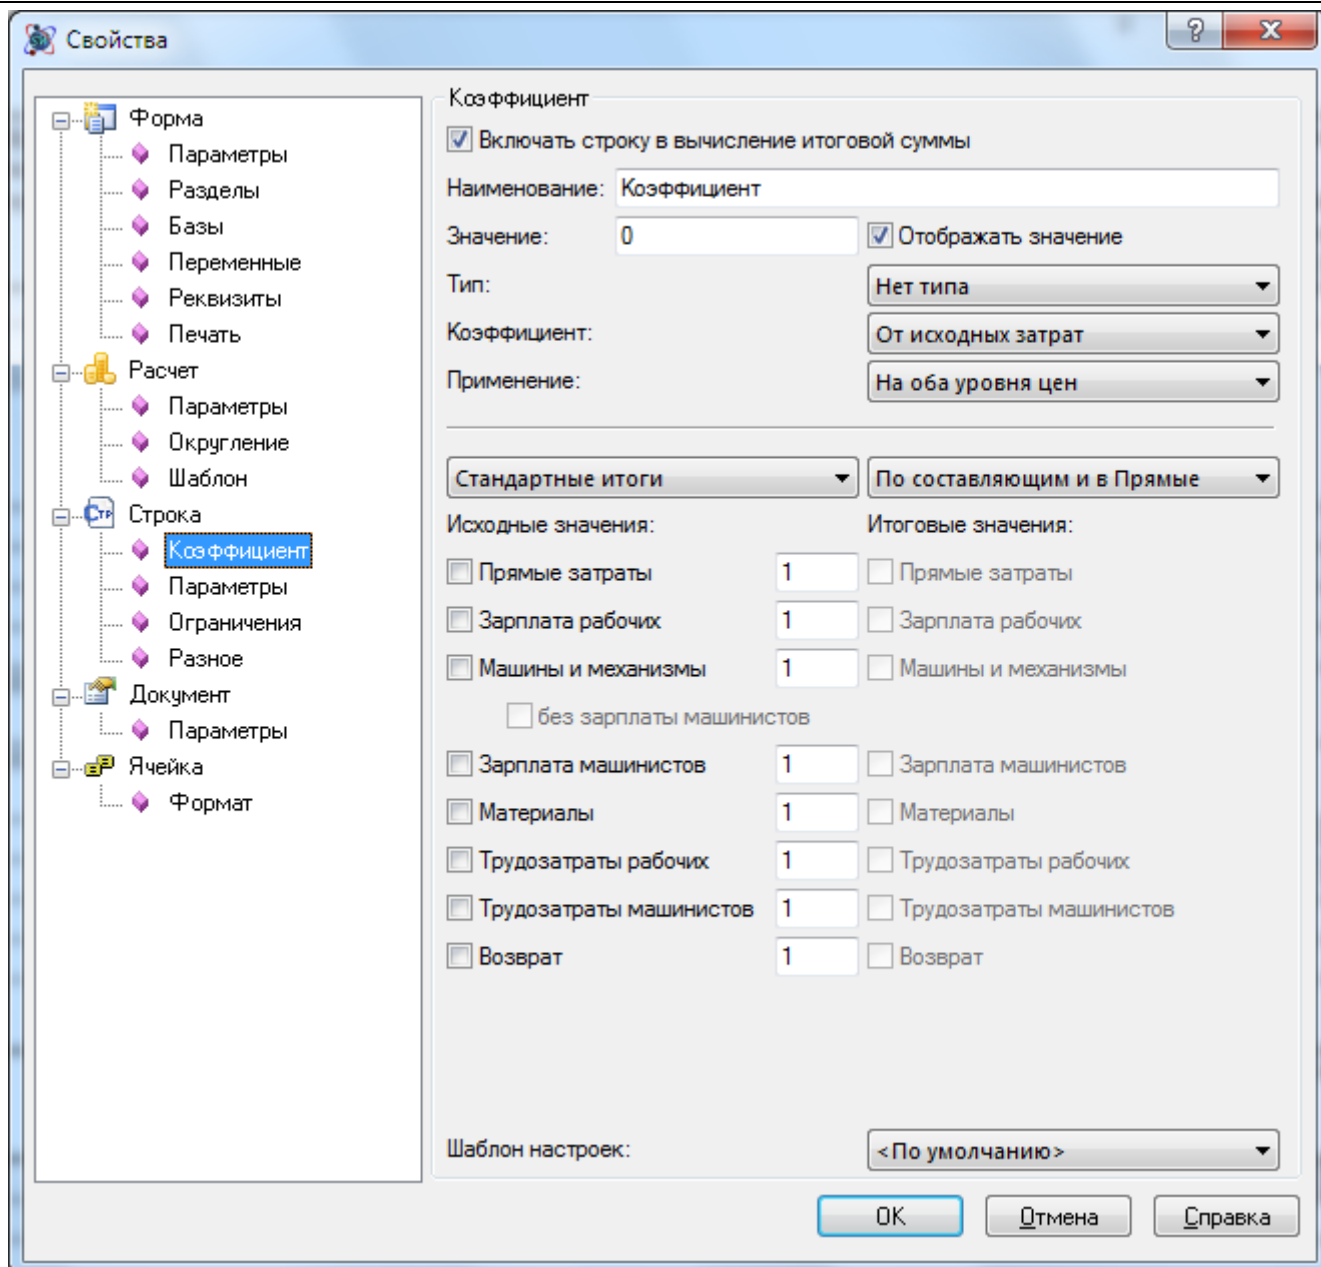 Свойства
Форма
Параметры
Разделы
Базы
Переменные
Реквизиты
Печать
Расчет
Параметры
Округление
Шаблон
Стр Строка
Коэффициент
Параметры
Ограничения
Разное
Документ
Параметры
Ячейка
Формат
Коэффициент
Включать строку в вычисление итоговой суммы
Наименование: Коэффициент
Значение: 0 Отображать значение
Тип: Нет типа
Коэффициент: От исходных затрат
Применение: На оба уровня цен
Стандартные итоги По составляющим и в Прямые
Исходные значения: Итоговые значения:
Прямые затраты 1 Прямые затраты
Зарплата рабочих 1 Зарплата рабочих
Машины и механизмы 1 Машины и механизмы
без зарплаты машинистов
Зарплата машинистов 1 Зарплата машинистов
Материалы 1 Материалы
Трудозатраты рабочих 1 Трудозатраты рабочих
Трудозатраты машинистов 1 Трудозатраты машинистов
Возврат 1 Возврат
Шаблон настроек: <По умолчанию>
OK Отмена Справка